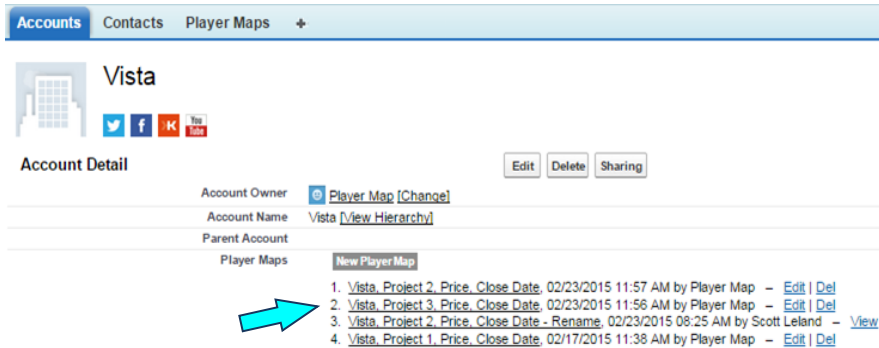 Accounts Contacts Player Maps +
Vista
f K You Tube
Account Detail Edit Delete Sharing
Account Owner Player Map [Change]
Account Name Vista [View Hierarchy]
Parent Account
Player Maps New Player Map
1. Vista, Project 2, Price, Close Date, 02/23/2015 11:57 AM by Player Map – Edit | Del
2. Vista, Project 3, Price, Close Date, 02/23/2015 11:56 AM by Player Map – Edit | Del
3. Vista, Project 2, Price, Close Date - Rename, 02/23/2015 08:25 AM by Scott Leland – View
4. Vista, Project 1, Price, Close Date, 02/17/2015 11:38 AM by Player Map – Edit | Del